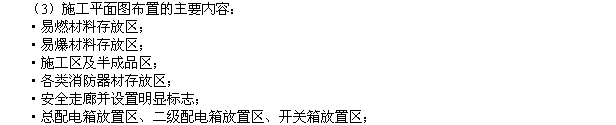 （3）施工平面图布置的主要内容：
·易燃材料存放区；
·易爆材料存放区；
·施工区及半成品区；
·各类消防器材存放区；
·安全走廊并设置明显标志；
·总配电箱放置区、二级配电箱放置区、开关箱放置区；